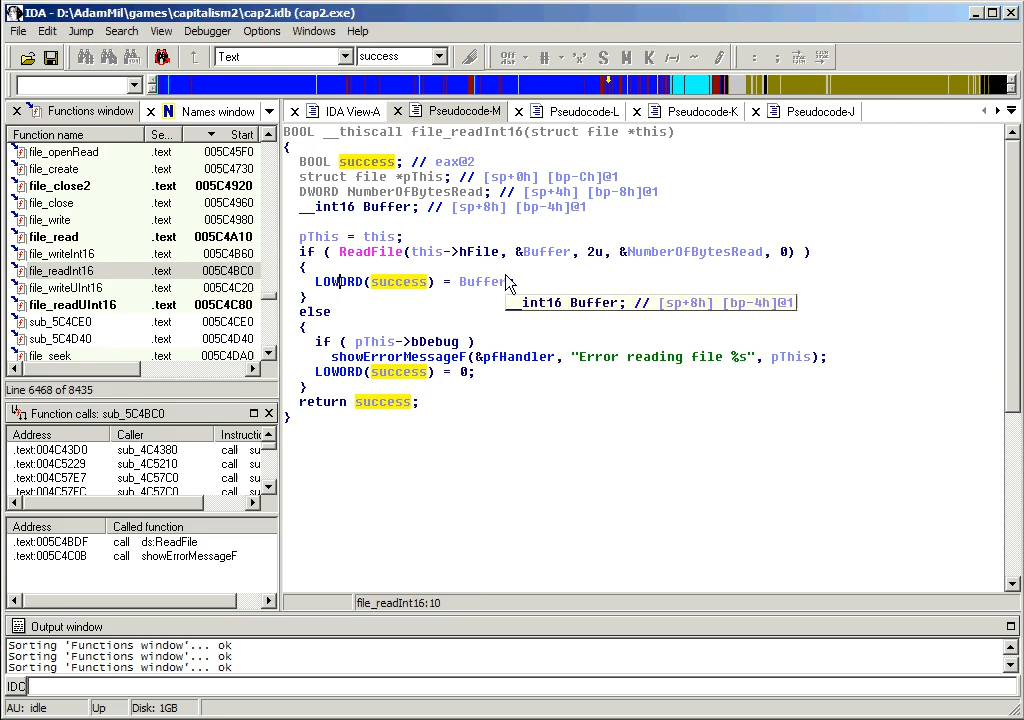 IDA - D:\AdamMil\games\capitalism2\cap2.idb (cap2.exe)
File Edit Jump Search View Debugger Options Windows Help
Text success
Functions window Names window IDA View-A Pseudocode-M Pseudocode-L Pseudocode-K Pseudocode-J
Function name Se... Start
file_openRead .text 005C45F0
file_create .text 005C4730
file_close2 .text 005C4920
file_close .text 005C4960
file_write .text 005C4980
file_read .text 005C4A10
file_writeInt16 .text 005C4B60
file_readInt16 .text 005C4BC0
file_writeUInt16 .text 005C4C20
file_readUInt16 .text 005C4C80
sub_5C4CE0 .text 005C4CE0
sub_5C4D40 .text 005C4D40
file_seek .text 005C4DA0
Line 6468 of 8435
Function calls: sub_5C4BC0
Address Caller Instructic
.text:004C43D0 sub_4C4380 call su
.text:004C5229 sub_4C5210 call su
.text:004C57E7 sub_4C57C0 call su
.text:004C57FC sub_4C57C0 call su
Address Called function
.text:005C4BDF call ds:ReadFile
.text:005C4C0B call showErrorMessageF
BOOL __thiscall file_readInt16(struct file *this)
{
BOOL success; // eax@2
struct file *pThis; // [sp+0h] [bp-Ch]@1
DWORD NumberOfBytesRead; // [sp+4h] [bp-8h]@1
__int16 Buffer; // [sp+8h] [bp-4h]@1
pThis = this;
if ( ReadFile(this->hFile, &Buffer, 2u, &NumberOfBytesRead, 0) )
{
LOWORD(success) = Buffer;
__int16 Buffer; // [sp+8h] [bp-4h]@1
}
else
{
if ( pThis->bDebug )
showErrorMessageF(&pfHandler, "Error reading file %s", pThis);
LOWORD(success) = 0;
}
return success;
}
file_readInt16:10
Output window
Sorting 'Functions window'... ok
Sorting 'Functions window'... ok
Sorting 'Functions window'... ok
IDC
AU: idle Up Disk: 1GB